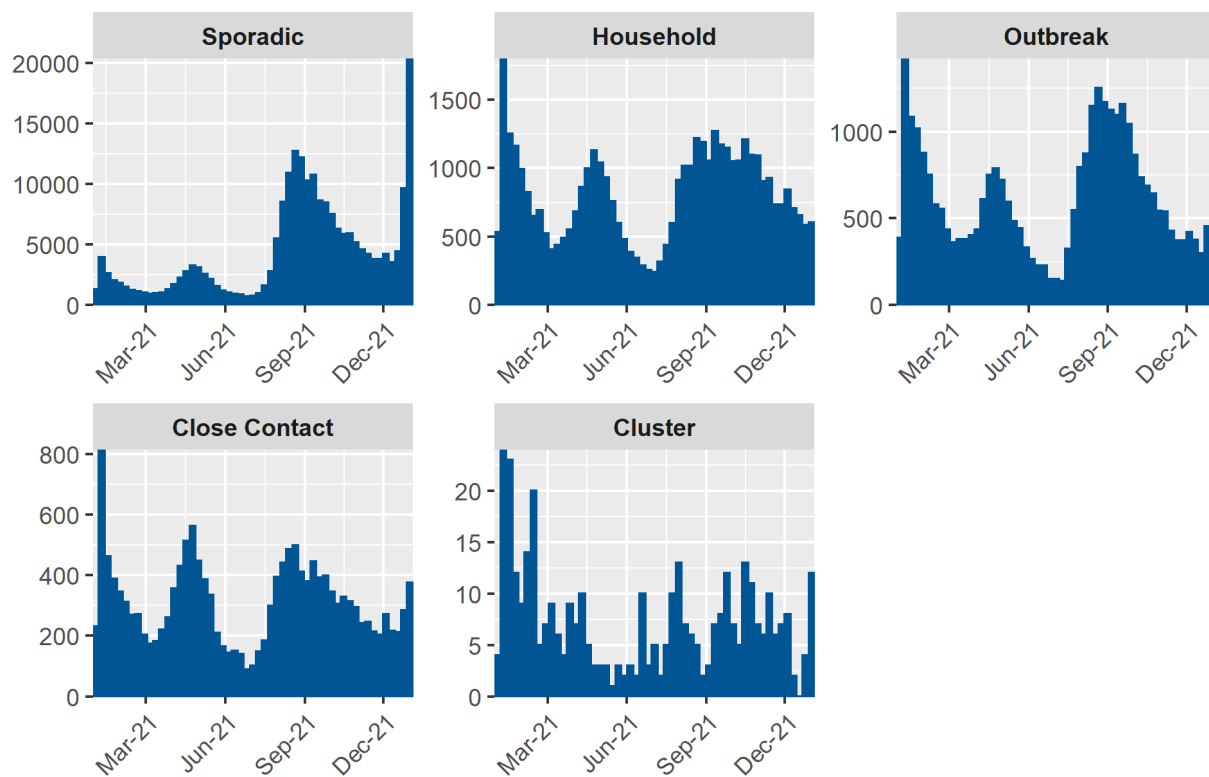 Sporadic
20000
15000
10000
5000
0
Mar-21
Jun-21
Sep-21
Dec-21
Household
1500
1000
500
0
Mar-21
Jun-21
Sep-21
Dec-21
Outbreak
1000
500
0
Mar-21
Jun-21
Sep-21
Dec-21
Close Contact
800
600
400
200
0
Mar-21
Jun-21
Sep-21
Dec-21
Cluster
20
15
10
5
0
Mar-21
Jun-21
Sep-21
Dec-21